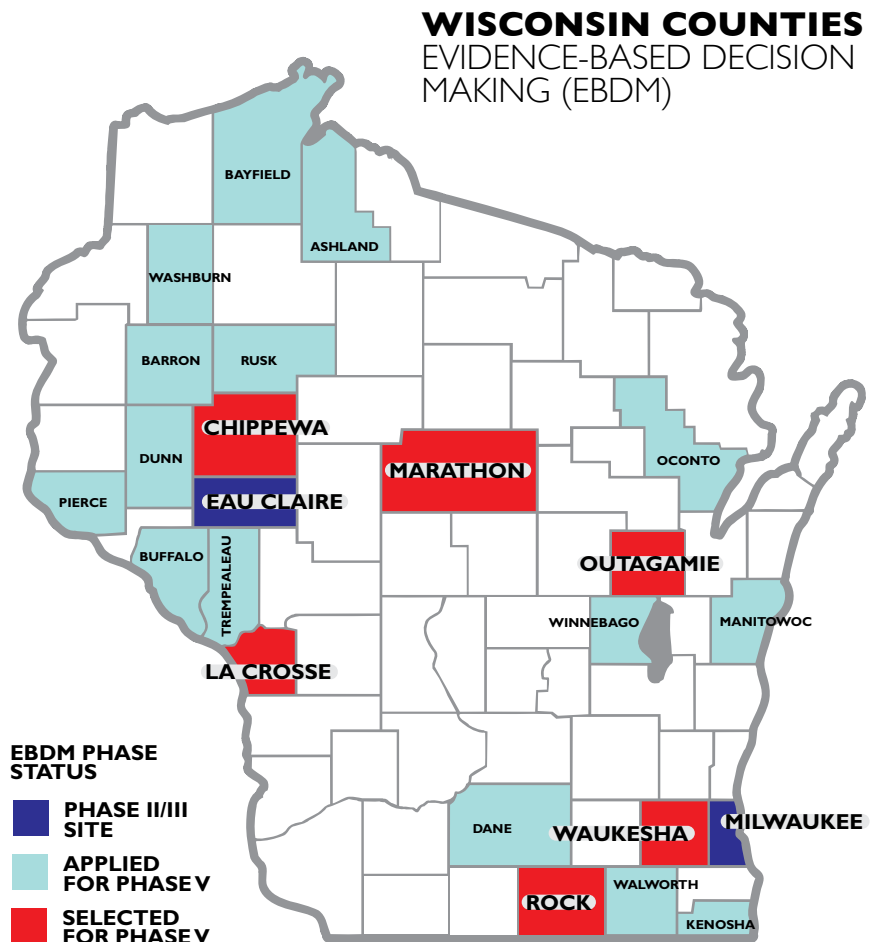 WISCONSIN COUNTIES
EVIDENCE-BASED DECISION
MAKING (EBDM)
BAYFIELD
ASHLAND
WASHBURN
BARRON
RUSK
CHIPPEWA
MARATHON
DUNN
OCONTO
PIERCE
EAU CLAIRE
BUFFALO
TREMPEALEAU
OUTAGAMIE
WINNEBAGO
MANITOWOC
LA CROSSE
EBDM PHASE
STATUS
PHASE II/III
SITE
APPLIED
FOR PHASE V
SELECTED
FOR PHASE V
DANE
WAUKESHA
MILWAUKEE
WALWORTH
ROCK
KENOSHA